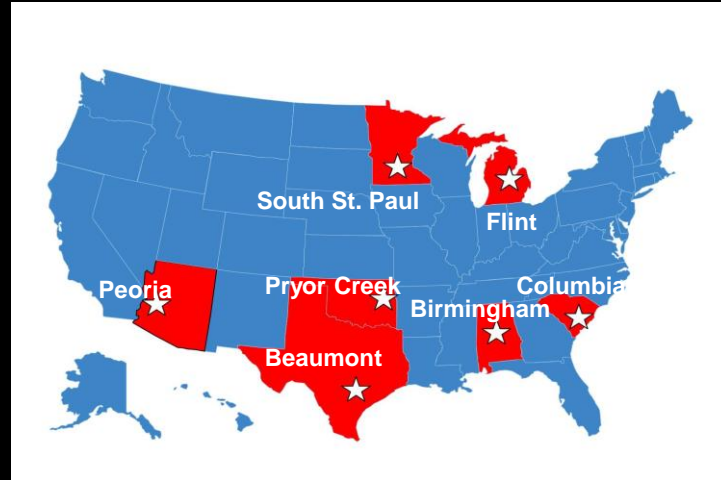 South St. Paul
Flint
Peoria
Pryor Creek
Columbia
Birmingham
Beaumont